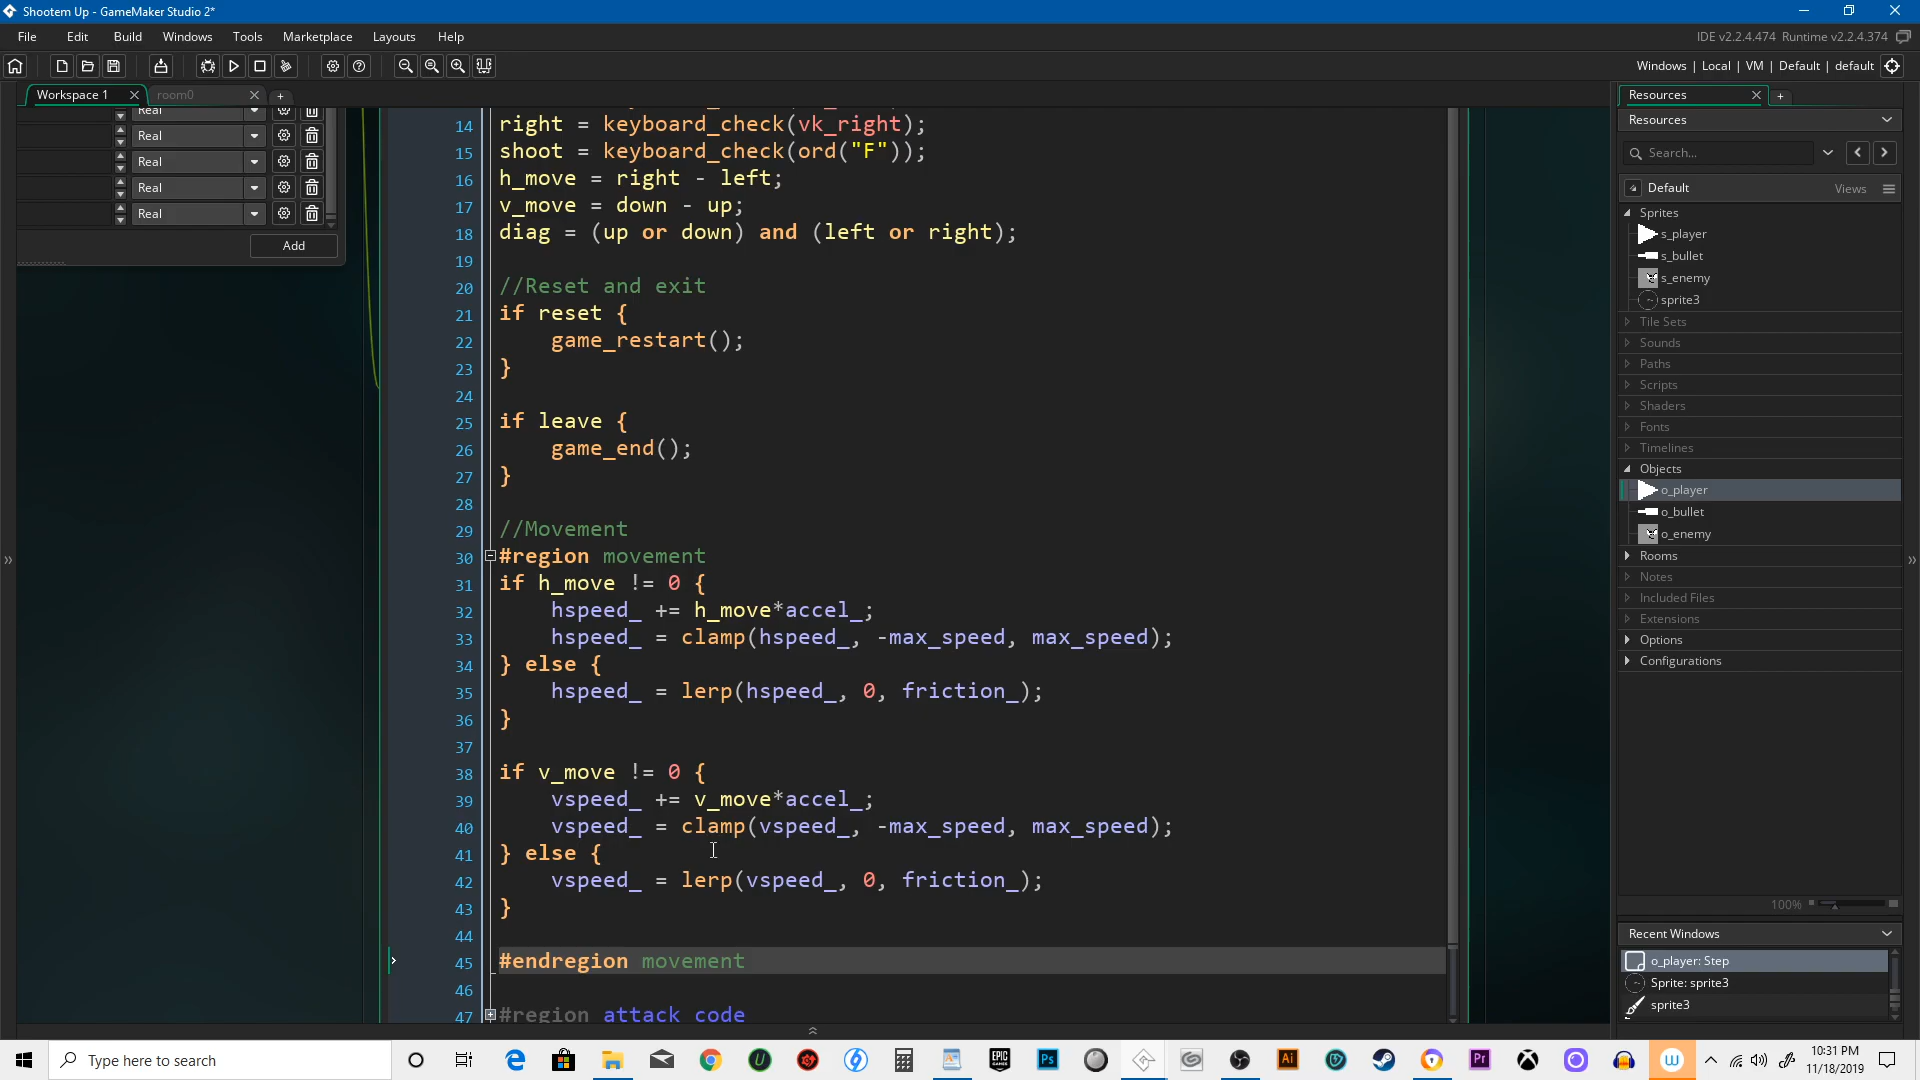 Shootem Up - GameMaker Studio 2*
File Edit Build Windows Tools Marketplace Layouts Help
IDE v2.2.4.474 Runtime v2.2.4.374
Windows | Local | VM | Default | default
Workspace 1
room0
Real
Real
Real
Real
Real
Add
14 right = keyboard_check(vk_right);
15 shoot = keyboard_check(ord("F"));
16 h_move = right - left;
17 v_move = down - up;
18 diag = (up or down) and (left or right);
19
20 //Reset and exit
21 if reset {
22 game_restart();
23 }
24
25 if leave {
26 game_end();
27 }
28
29 //Movement
30 #region movement
31 if h_move != 0 {
32 hspeed_ += h_move*accel_;
33 hspeed_ = clamp(hspeed_, -max_speed, max_speed);
34 } else {
35 hspeed_ = lerp(hspeed_, 0, friction_);
36 }
37
38 if v_move != 0 {
39 vspeed_ += v_move*accel_;
40 vspeed_ = clamp(vspeed_, -max_speed, max_speed);
41 } else {
42 vspeed_ = lerp(vspeed_, 0, friction_);
43 }
44
45 #endregion movement
46
47 #region attack code
Resources
Resources
Search...
Default Views
Sprites
s_player
s_bullet
s_enemy
sprite3
Tile Sets
Sounds
Paths
Scripts
Shaders
Fonts
Timelines
Objects
o_player
o_bullet
o_enemy
Rooms
Notes
Included Files
Extensions
Options
Configurations
100%
Recent Windows
o_player: Step
Sprite: sprite3
sprite3
Type here to search
10:31 PM
11/18/2019